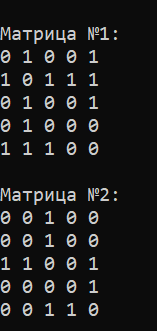 Матрица №1:
0 1 0 0 1
1 0 1 1 1
0 1 0 0 1
0 1 0 0 0
1 1 1 0 0
Матрица №2:
0 0 1 0 0
0 0 1 0 0
1 1 0 0 1
0 0 0 0 1
0 0 1 1 0